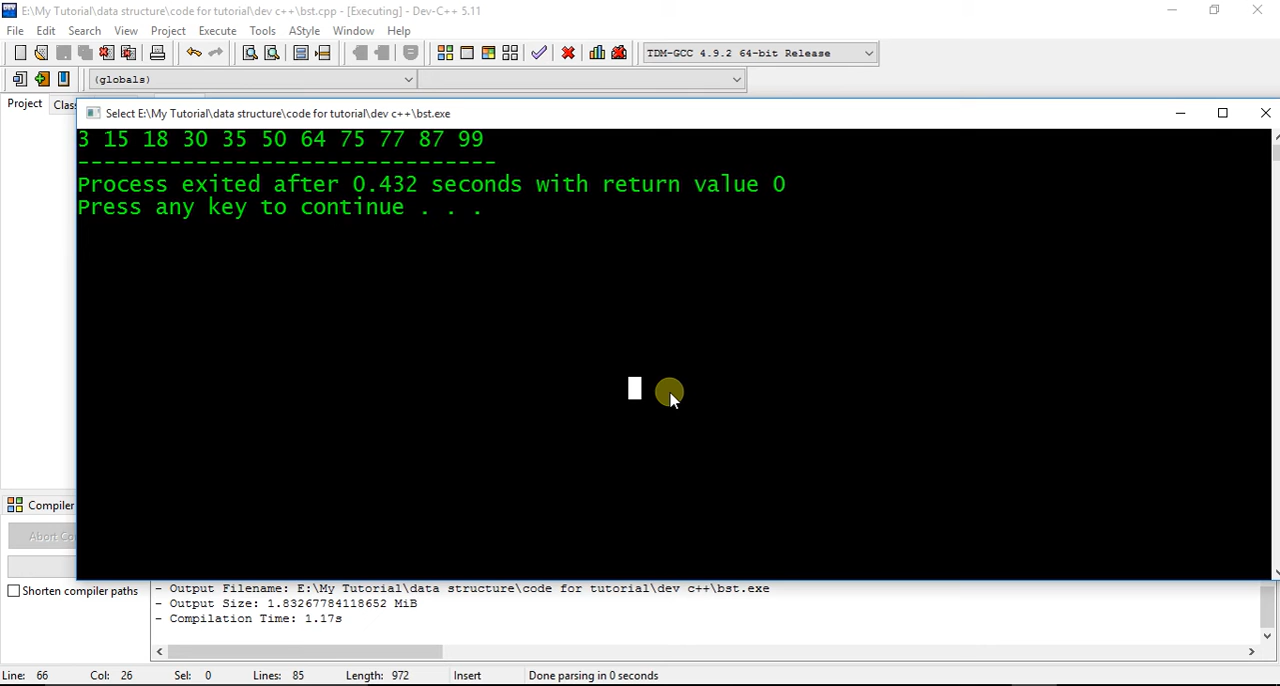 E:\My Tutorial\data structure\code for tutorial\dev c++\bst.cpp - [Executing] - Dev-C++ 5.11
File Edit Search View Project Execute Tools AStyle Window Help
TDM-GCC 4.9.2 64-bit Release
(globals)
Project Clas
Select E:\My Tutorial\data structure\code for tutorial\dev c++\bst.exe
3 15 18 30 35 50 64 75 77 87 99
--------------------------------
Process exited after 0.432 seconds with return value 0
Press any key to continue . . .
Compiler
Abort Co
Shorten compiler paths
- Output Filename: E:\My Tutorial\data structure\code for tutorial\dev c++\bst.exe
- Output Size: 1.83267784118652 MiB
- Compilation Time: 1.17s
Line: 66 Col: 26 Sel: 0 Lines: 85 Length: 972 Insert Done parsing in 0 seconds